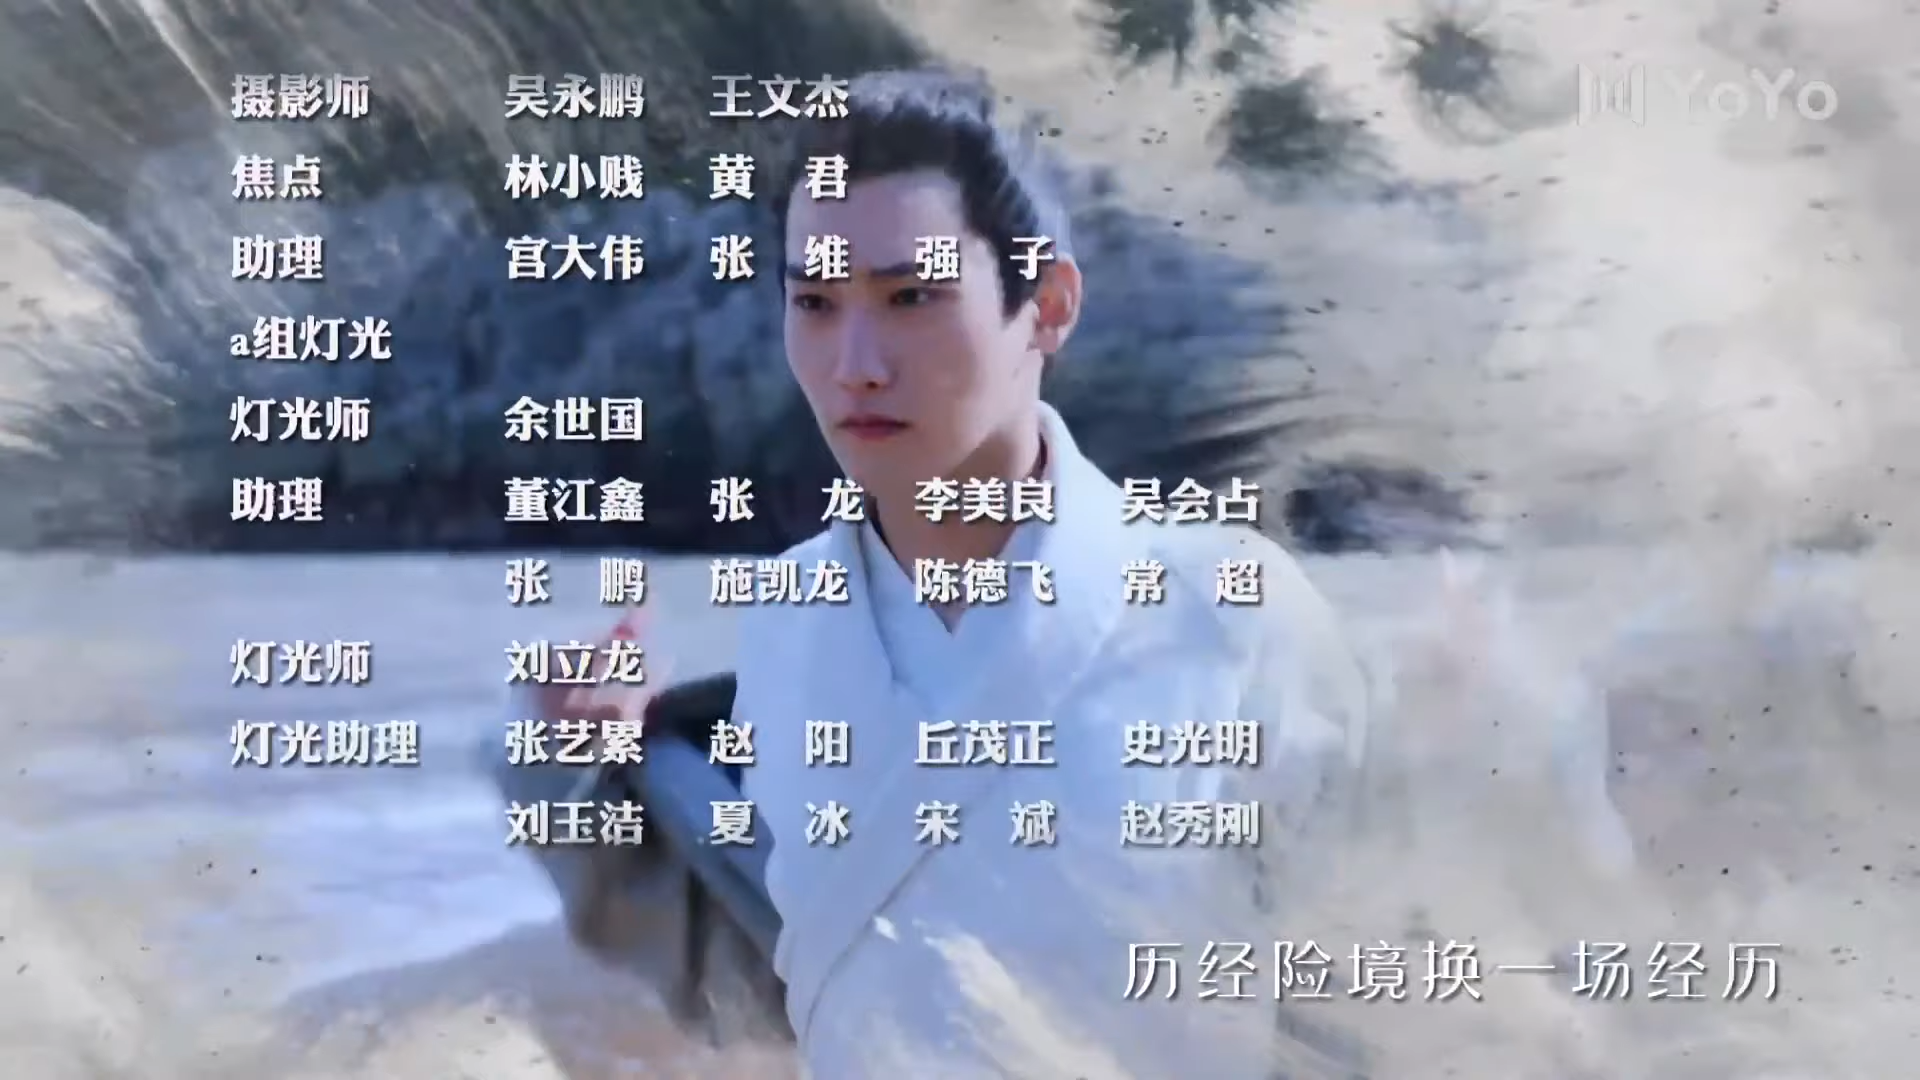 YoYo
摄影师 吴永鹏 王文杰
焦点 林小贱 黄 君
助理 宫大伟 张 维 强 子
a组灯光
灯光师 余世国
助理 董江鑫 张 龙 李美良 吴会占
张 鹏 施凯龙 陈德飞 常 超
灯光师 刘立龙
灯光助理 张艺累 赵 阳 丘茂正 史光明
刘玉洁 夏 冰 宋 斌 赵秀刚
历经险境换一场经历